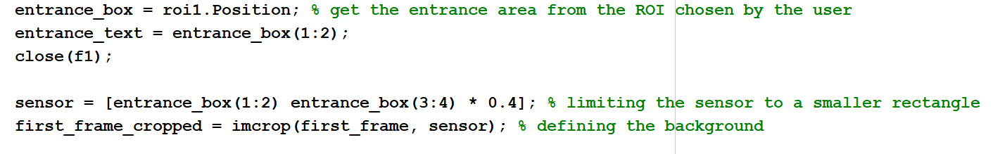 entrance_box = roi1.Position; % get the entrance area from the ROI chosen by the user
entrance_text = entrance_box(1:2);
close(f1);
sensor = [entrance_box(1:2) entrance_box(3:4) * 0.4]; % limiting the sensor to a smaller rectangle
first_frame_cropped = imcrop(first_frame, sensor); % defining the background